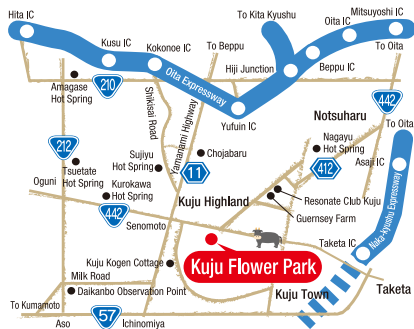 Hita IC
Mitsuyoshi IC
To Kita Kyushu
Oita IC
Kusu IC
To Beppu
Kokonoe IC
To Oita
Hiji Junction
Beppu IC
Oita Expressway
210
Amagase
Hot Spring
Shikisai Road
Yamanami Highway
442
Yufuin IC
Notsuharu
To Oita
212
Nagayu
Hot Spring
Chojabaru
Sujiyu
Hot Spring
11
412
Asaji IC
Tsuetate
Hot Spring
Oguni
Kurokawa
Hot Spring
Resonate Club Kuju
Kuju Highland
Guernsey Farm
Naka-kyushu Expressway
442
Senomoto
Taketa IC
Kuju Flower Park
Kuju Kogen Cottage
Milk Road
Daikanbo Observation Point
Kuju Town
Taketa
To Kumamoto
57
Aso
Ichinomiya